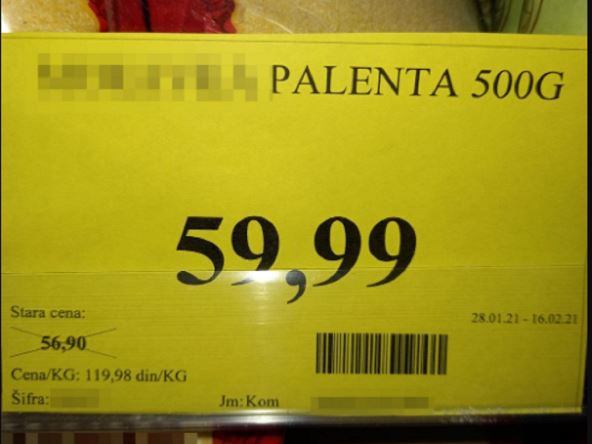 PALENTA 500G
59,99
Stara cena:
56,90
28.01.21 - 16.02.21
Cena/KG: 119,98 din/KG
Šifra:
Jm: Kom